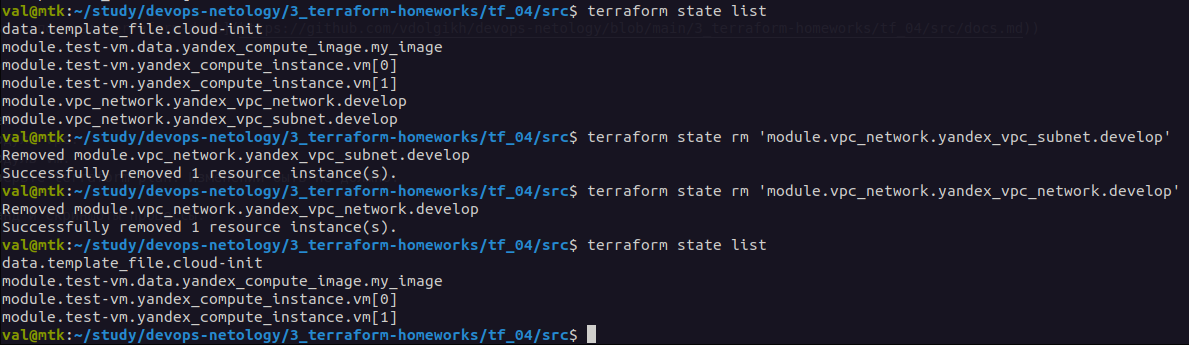 val@mtk:~/study/devops-netology/3_terraform-homeworks/tf_04/src$ terraform state list
data.template_file.cloud-init
module.test-vm.data.yandex_compute_image.my_image
module.test-vm.yandex_compute_instance.vm[0]
module.test-vm.yandex_compute_instance.vm[1]
module.vpc_network.yandex_vpc_network.develop
module.vpc_network.yandex_vpc_subnet.develop
val@mtk:~/study/devops-netology/3_terraform-homeworks/tf_04/src$ terraform state rm 'module.vpc_network.yandex_vpc_subnet.develop'
Removed module.vpc_network.yandex_vpc_subnet.develop
Successfully removed 1 resource instance(s).
val@mtk:~/study/devops-netology/3_terraform-homeworks/tf_04/src$ terraform state rm 'module.vpc_network.yandex_vpc_network.develop'
Removed module.vpc_network.yandex_vpc_network.develop
Successfully removed 1 resource instance(s).
val@mtk:~/study/devops-netology/3_terraform-homeworks/tf_04/src$ terraform state list
data.template_file.cloud-init
module.test-vm.data.yandex_compute_image.my_image
module.test-vm.yandex_compute_instance.vm[0]
module.test-vm.yandex_compute_instance.vm[1]
val@mtk:~/study/devops-netology/3_terraform-homeworks/tf_04/src$